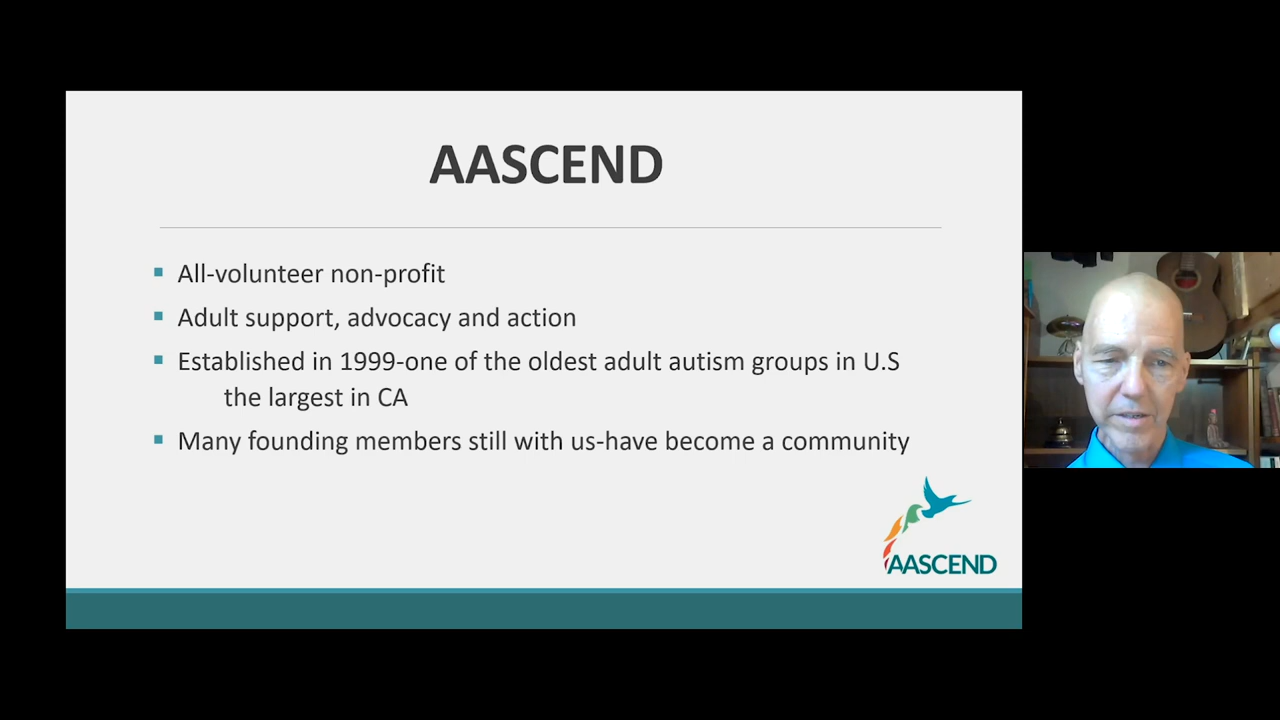 AASCEND
All-volunteer non-profit
Adult support, advocacy and action
Established in 1999-one of the oldest adult autism groups in U.S
the largest in CA
Many founding members still with us-have become a community
AASCEND